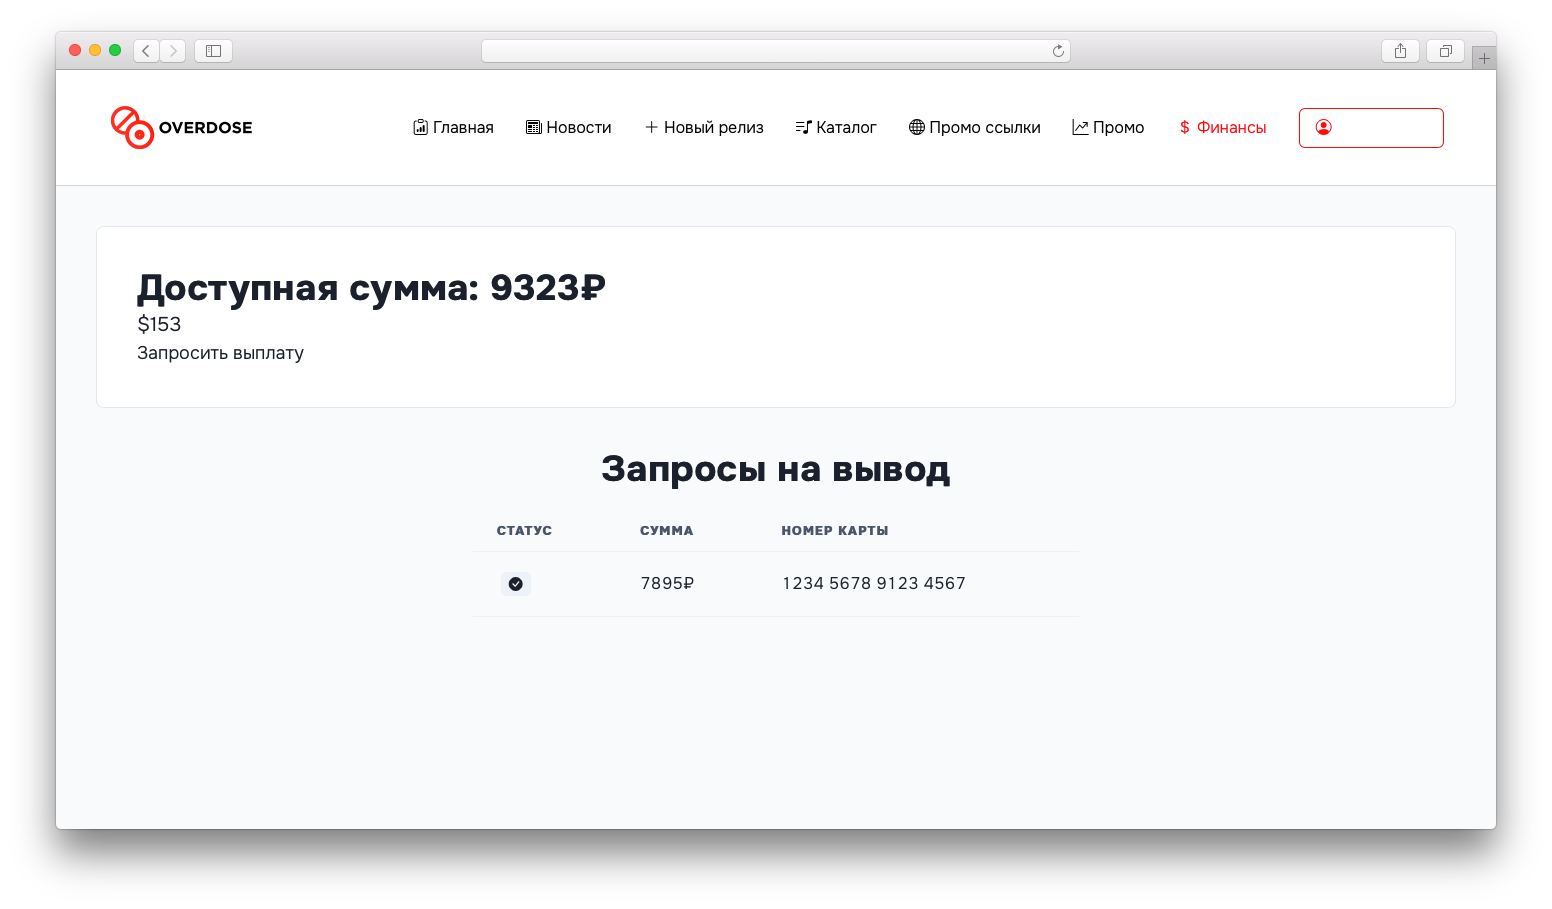 OVERDOSE
Главная Новости Новый релиз Каталог Промо ссылки Промо $ Финансы
Доступная сумма: 9323₽
$153
Запросить выплату
Запросы на вывод
СТАТУС СУММА НОМЕР КАРТЫ
7895₽ 1234 5678 9123 4567